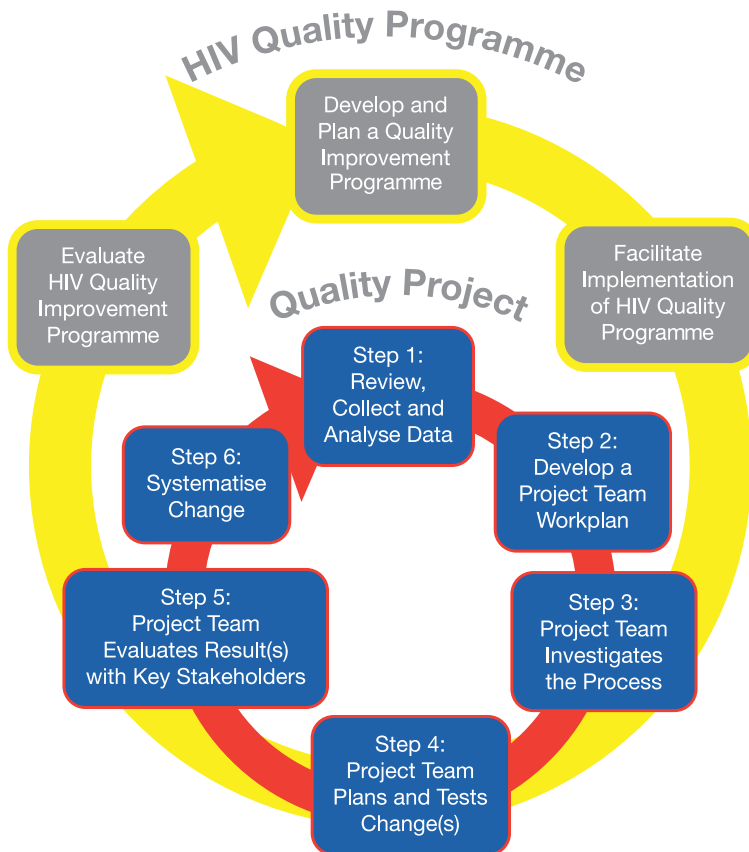 HIV Quality Programme
Develop and
Plan a Quality
Improvement
Programme
Evaluate
HIV Quality
Improvement
Programme
Facilitate
Implementation
of HIV Quality
Programme
Quality Project
Step 1:
Review,
Collect and
Analyse Data
Step 2:
Develop a
Project Team
Workplan
Step 3:
Project Team
Investigates
the Process
Step 4:
Project Team
Plans and Tests
Change(s)
Step 5:
Project Team
Evaluates Result(s)
with Key Stakeholders
Step 6:
Systematise
Change